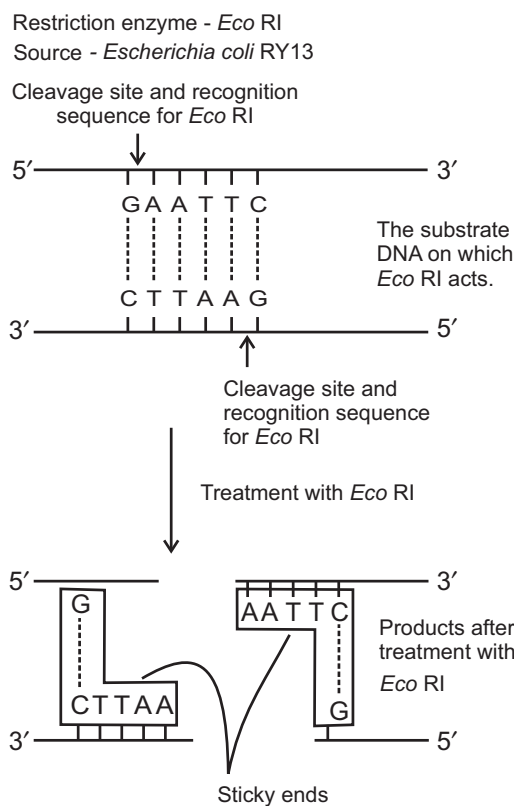 Restriction enzyme - Eco RI
Source - Escherichia coli RY13
Cleavage site and recognition
sequence for Eco RI
5′ 3′
G A A T T C
The substrate
DNA on which
Eco RI acts.
C T T A A G
3′ 5′
Cleavage site and
recognition sequence
for Eco RI
Treatment with Eco RI
5′ 3′
G A A T T C
Products after
treatment with
Eco RI
C T T A A G
3′ 5′
Sticky ends